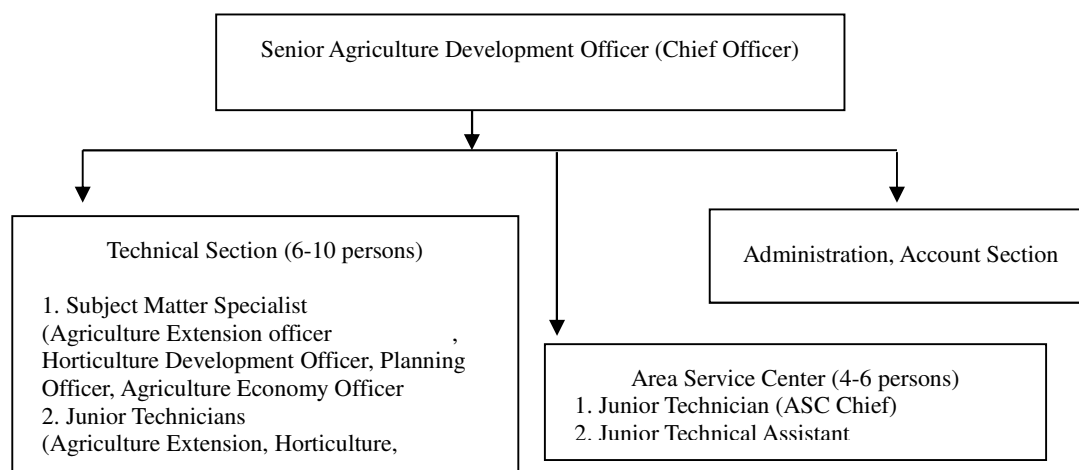 Senior Agriculture Development Officer (Chief Officer)
Technical Section (6-10 persons)
1. Subject Matter Specialist
(Agriculture Extension officer ,
Horticulture Development Officer, Planning
Officer, Agriculture Economy Officer
2. Junior Technicians
(Agriculture Extension, Horticulture,
Administration, Account Section
Area Service Center (4-6 persons)
1. Junior Technician (ASC Chief)
2. Junior Technical Assistant